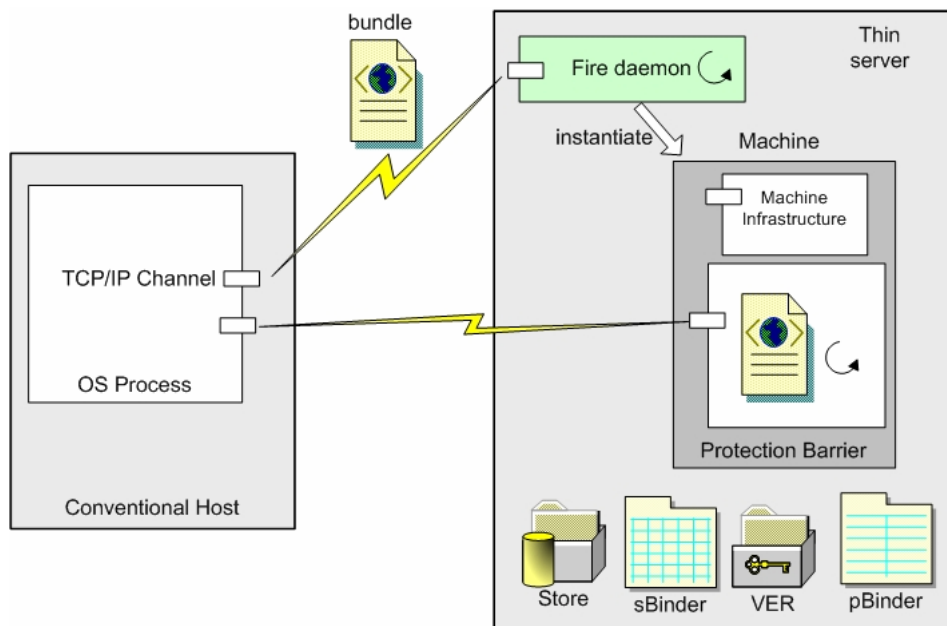 bundle
Thin
server
Fire daemon
instantiate
Machine
Machine
Infrastructure
TCP/IP Channel
OS Process
Protection Barrier
Conventional Host
Store
sBinder
VER
pBinder